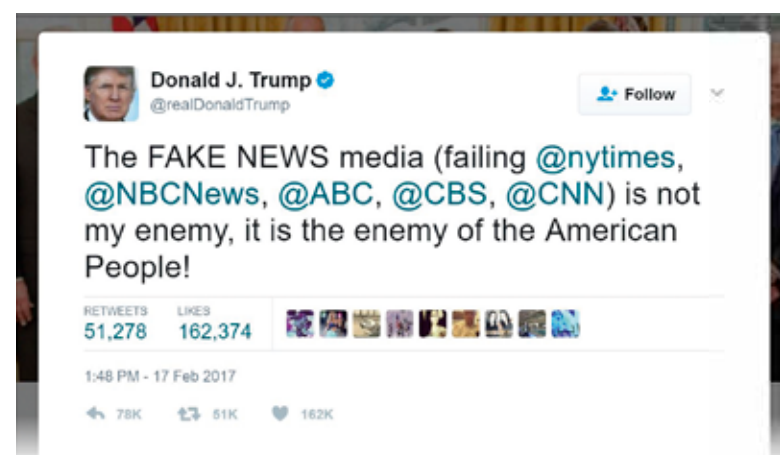 Donald J. Trump
@realDonaldTrump
Follow
The FAKE NEWS media (failing @nytimes,
@NBCNews, @ABC, @CBS, @CNN) is not
my enemy, it is the enemy of the American
People!
RETWEETS LIKES
51,278 162,374
1:48 PM - 17 Feb 2017
78K 51K 162K